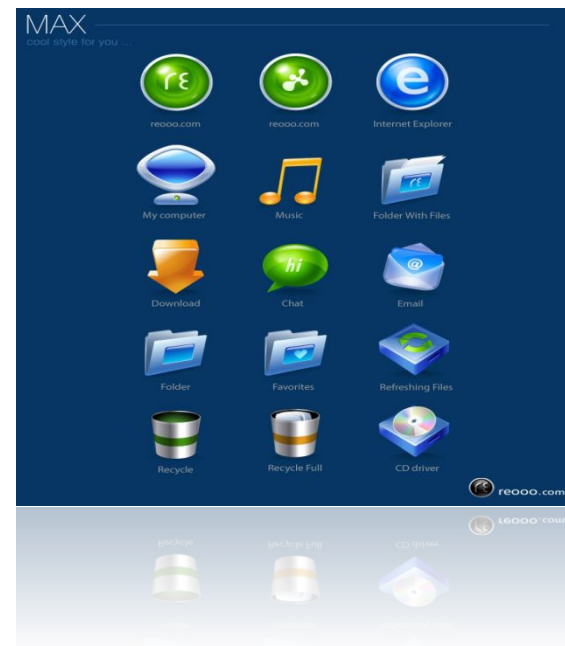 MAX
cool style for you ...
reooo.com
reooo.com
Internet Explorer
My computer
Music
Folder With Files
hi
Download
Chat
@
Email
Folder
Favorites
Refreshing Files
Recycle
Recycle Full
CD driver
reooo.com